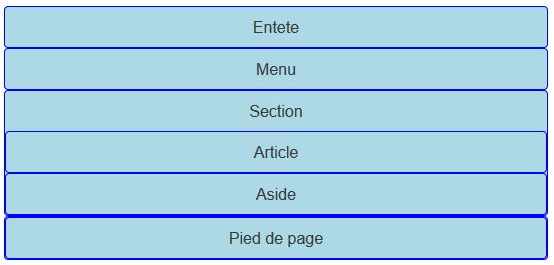 Entete
Menu
Section
Article
Aside
Pied de page